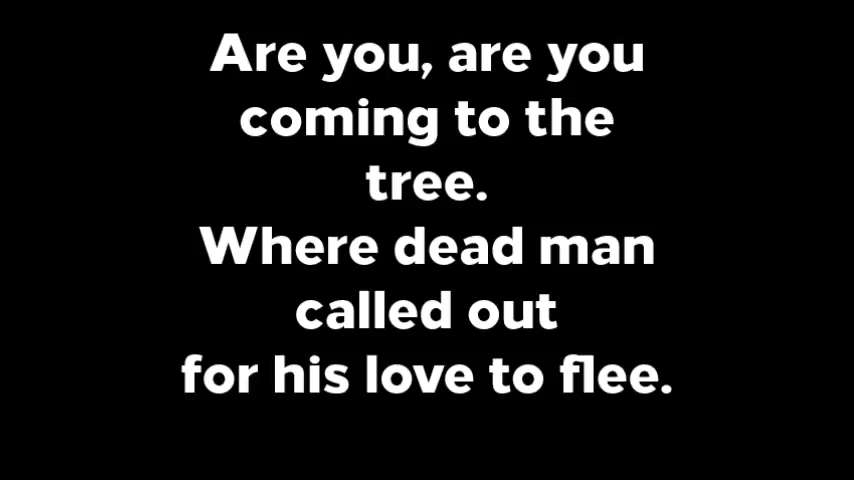 Are you, are you
coming to the
tree.
Where dead man
called out
for his love to flee.